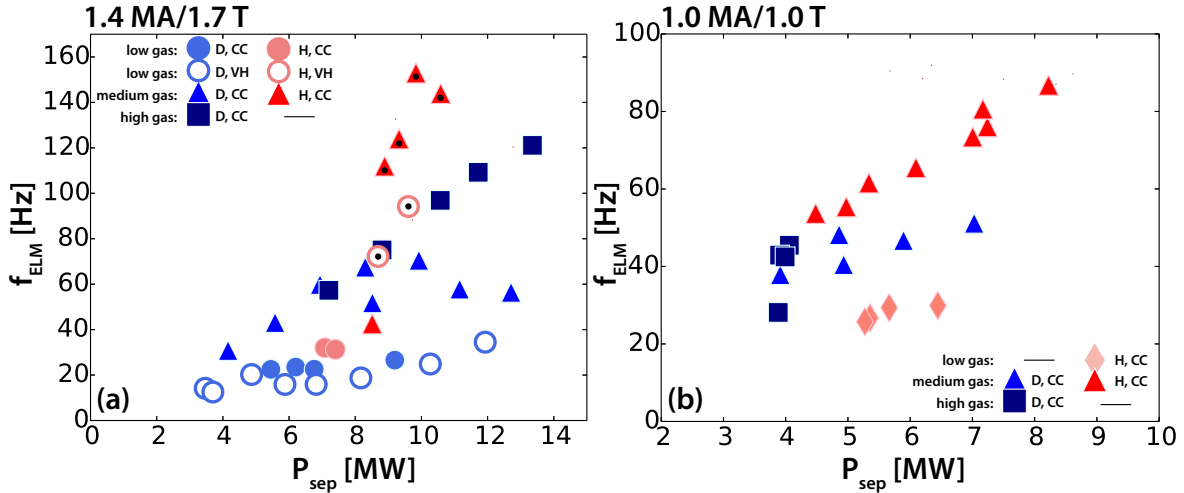 1.4 MA/1.7 T
160
140
120
100
80
60
40
20
0
f_ELM [Hz]
low gas: D, CC H, CC
low gas: D, VH H, VH
medium gas: D, CC H, CC
high gas: D, CC —
(a)
0 2 4 6 8 10 12 14
P_sep [MW]
1.0 MA/1.0 T
100
80
60
40
20
0
f_ELM [Hz]
low gas: — H, CC
medium gas: D, CC H, CC
high gas: D, CC —
(b)
2 3 4 5 6 7 8 9 10
P_sep [MW]